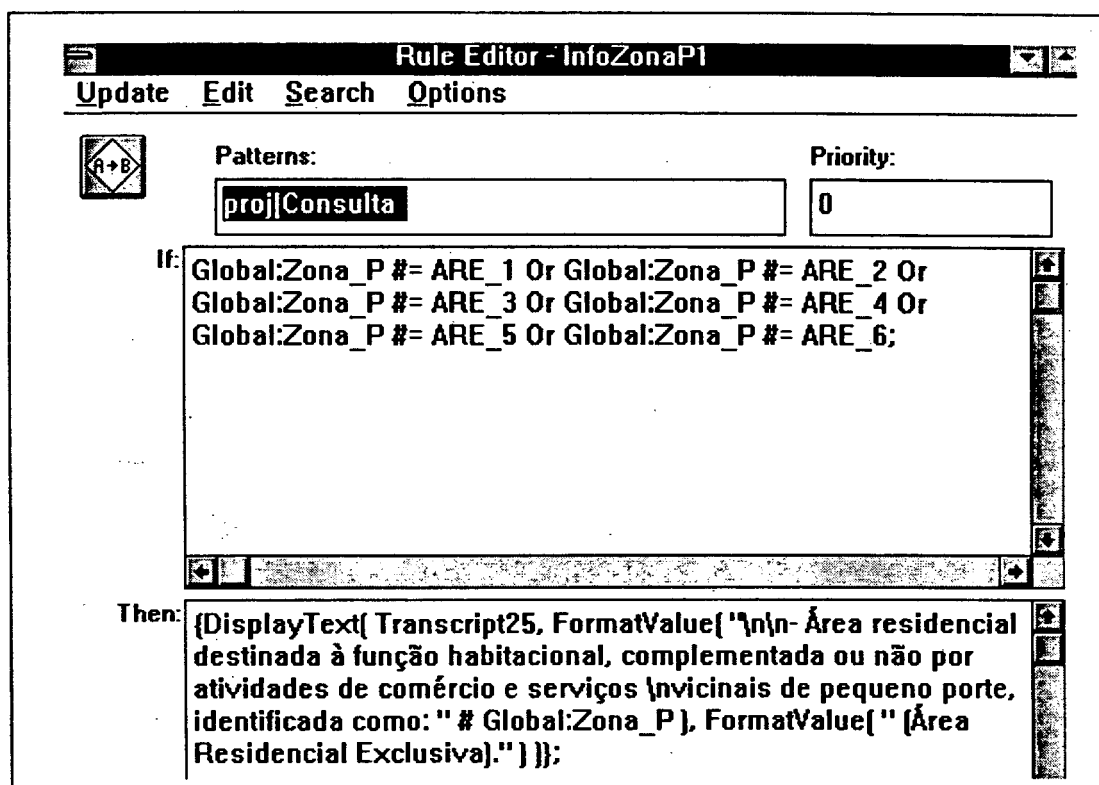 Rule Editor - InfoZonaP1
Update Edit Search Options
A→B
Patterns:
Priority:
proj|Consulta
0
If:
Global:Zona_P #= ARE_1 Or Global:Zona_P #= ARE_2 Or
Global:Zona_P #= ARE_3 Or Global:Zona_P #= ARE_4 Or
Global:Zona_P #= ARE_5 Or Global:Zona_P #= ARE_6;
Then:
{DisplayText( Transcript25, FormatValue( "\n\n- Área residencial
destinada à função habitacional, complementada ou não por
atividades de comércio e serviços \nvicinais de pequeno porte,
identificada como: " # Global:Zona_P ), FormatValue( " (Área
Residencial Exclusiva)." ) )};